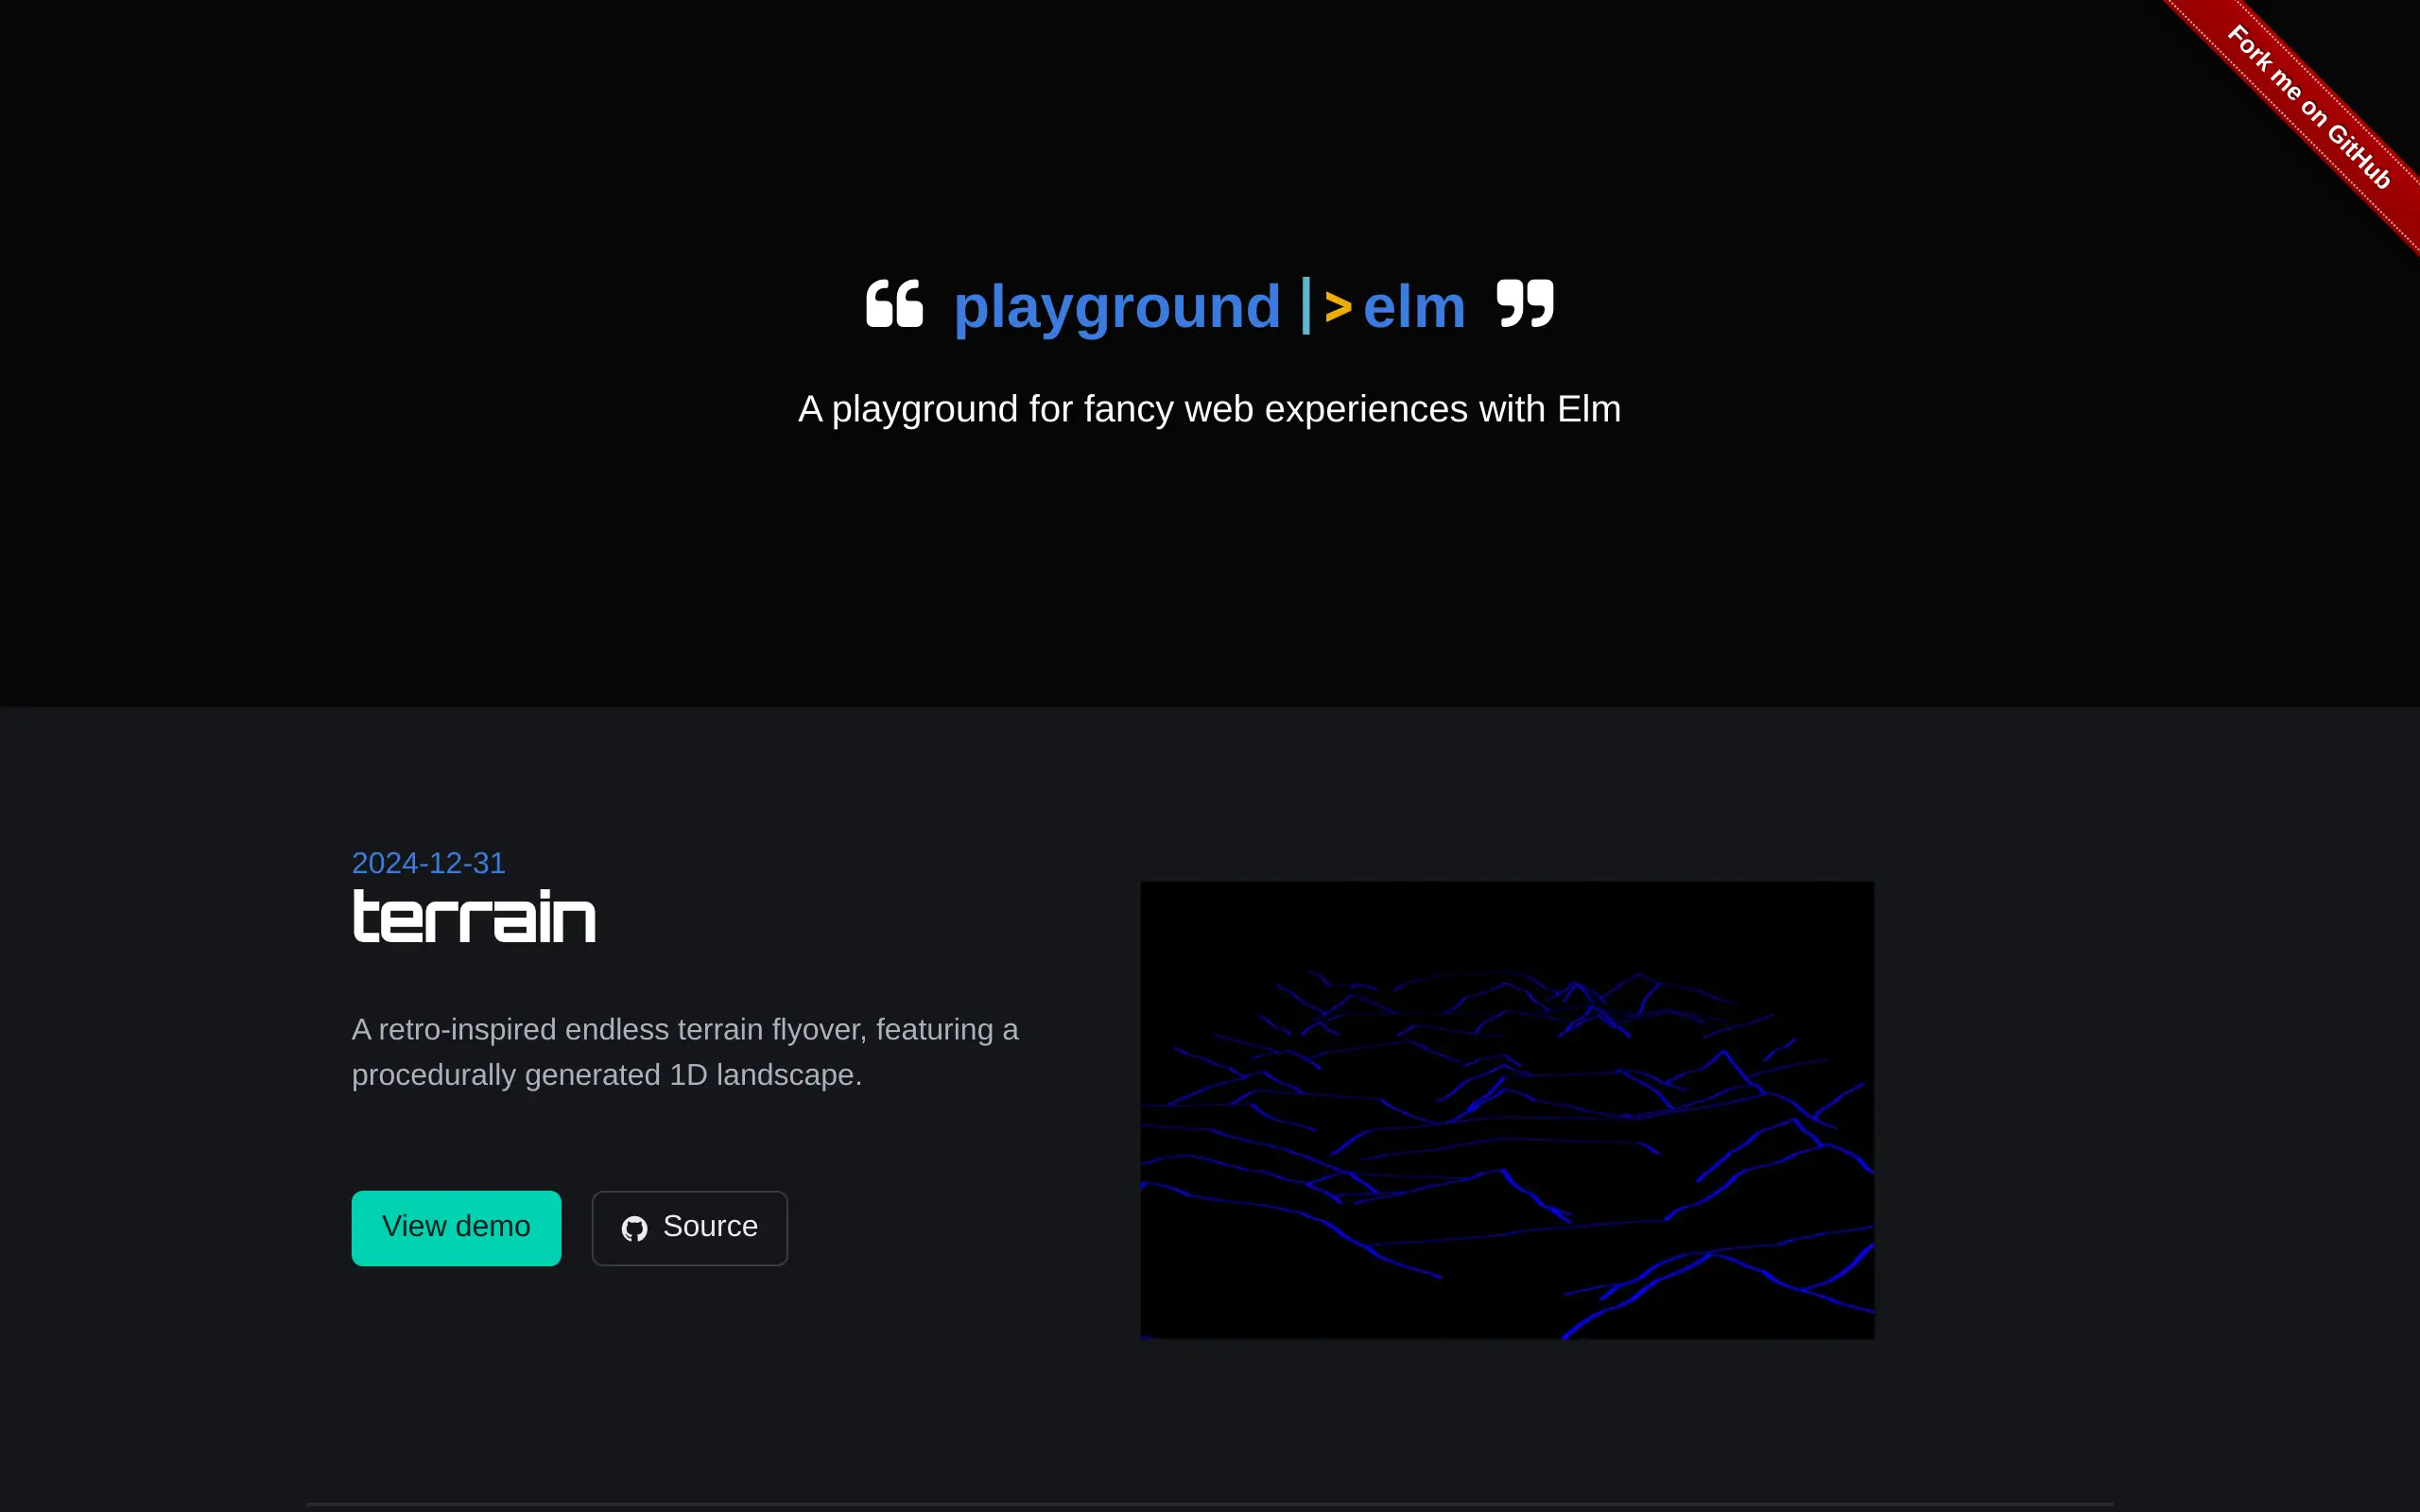 Fork me on GitHub
“ playground |> elm ”
A playground for fancy web experiences with Elm
2024-12-31
terrain
A retro-inspired endless terrain flyover, featuring a
procedurally generated 1D landscape.
View demo
Source